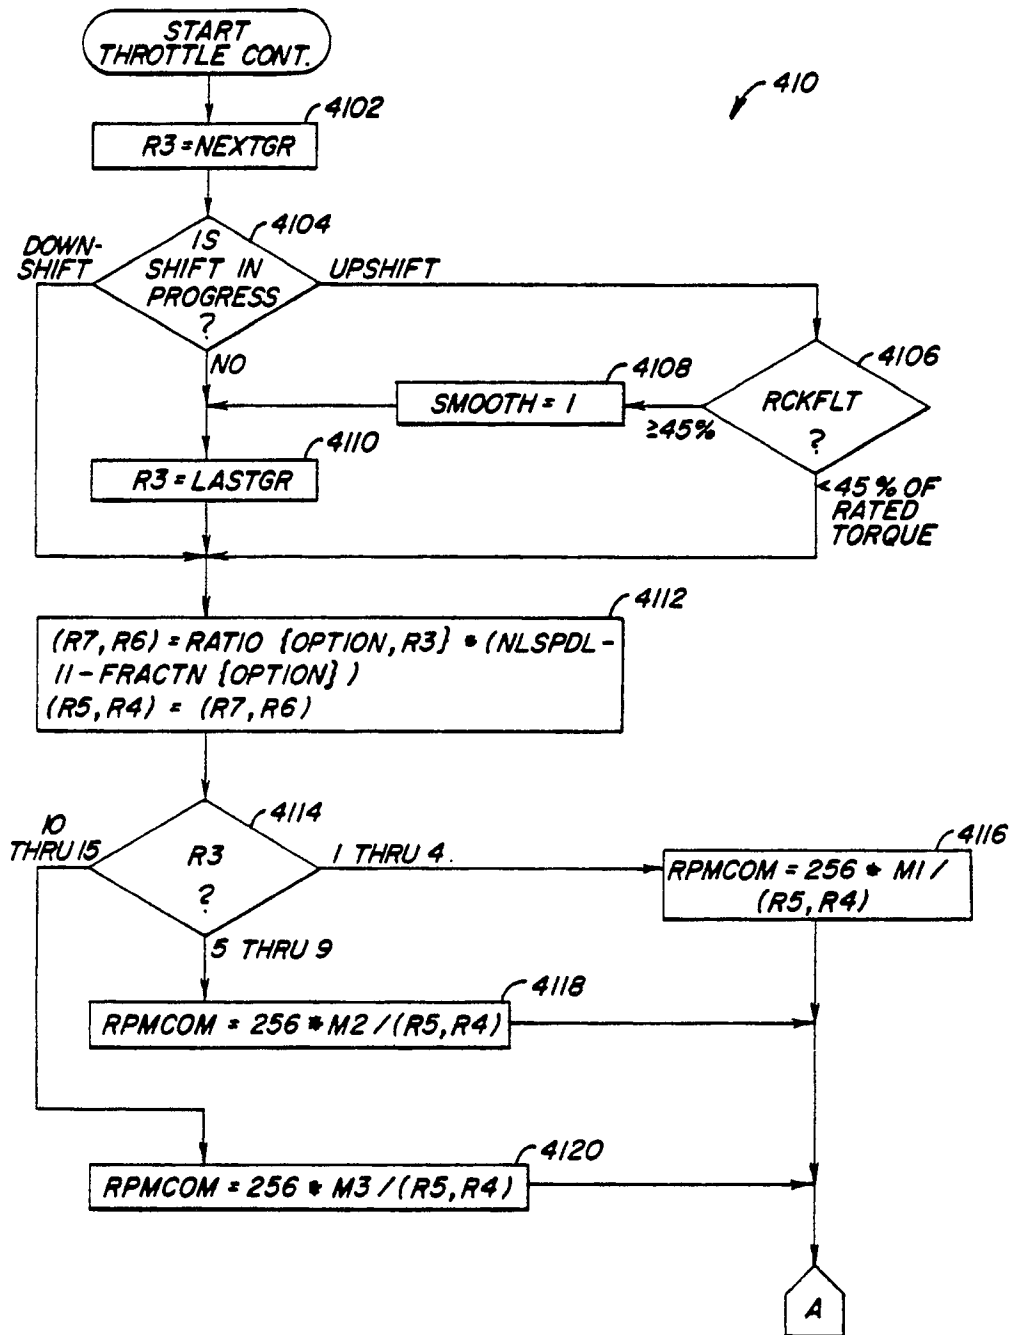 START
THROTTLE CONT.
410
4102
R3 = NEXTGR
4104
DOWN-
SHIFT
IS
SHIFT IN
PROGRESS
?
UPSHIFT
NO
4106
RCKFLT
?
4108
SMOOTH = 1
≥45%
4110
R3 = LASTGR
<45% OF
RATED
TORQUE
4112
(R7, R6) = RATIO {OPTION, R3} * (NLSPDL -
11 - FRACTN {OPTION})
(R5, R4) = (R7, R6)
4114
10
THRU 15
R3
?
1 THRU 4.
5 THRU 9
4116
RPMCOM = 256 * M1 /
(R5, R4)
4118
RPMCOM = 256 * M2 / (R5, R4)
4120
RPMCOM = 256 * M3 / (R5, R4)
A